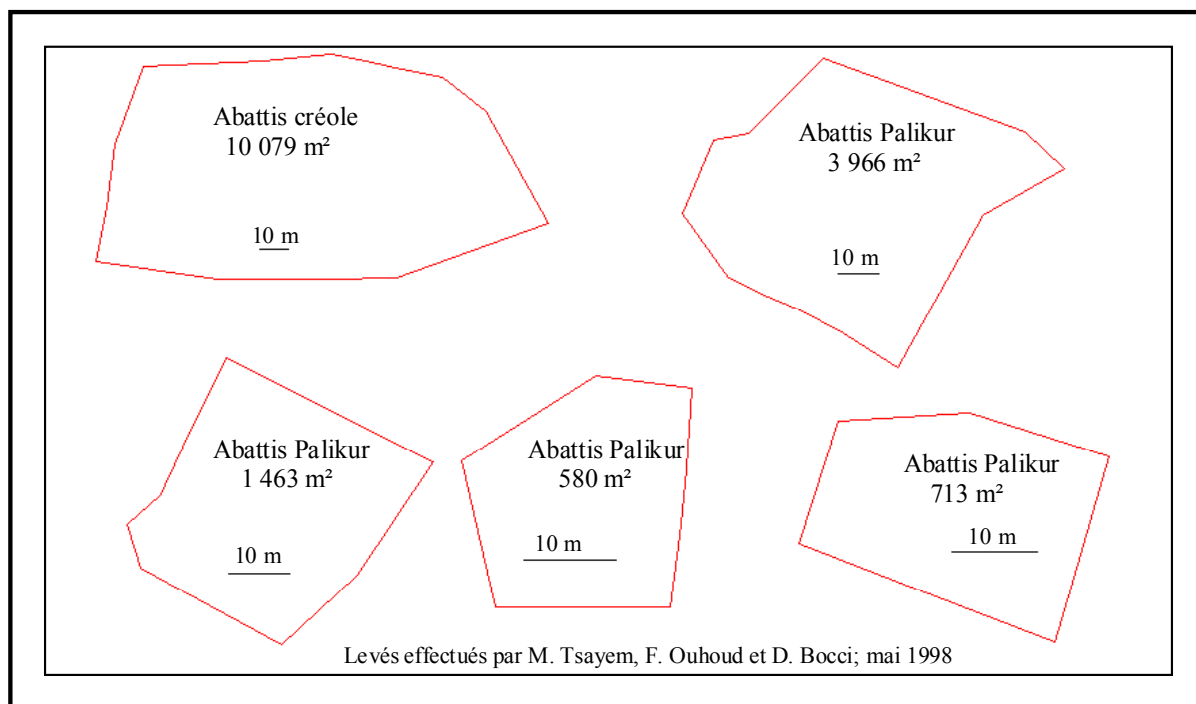 Abattis créole
10 079 m²
10 m
Abattis Palikur
3 966 m²
10 m
Abattis Palikur
1 463 m²
10 m
Abattis Palikur
580 m²
10 m
Abattis Palikur
713 m²
10 m
Levés effectués par M. Tsayem, F. Ouhoud et D. Bocci; mai 1998